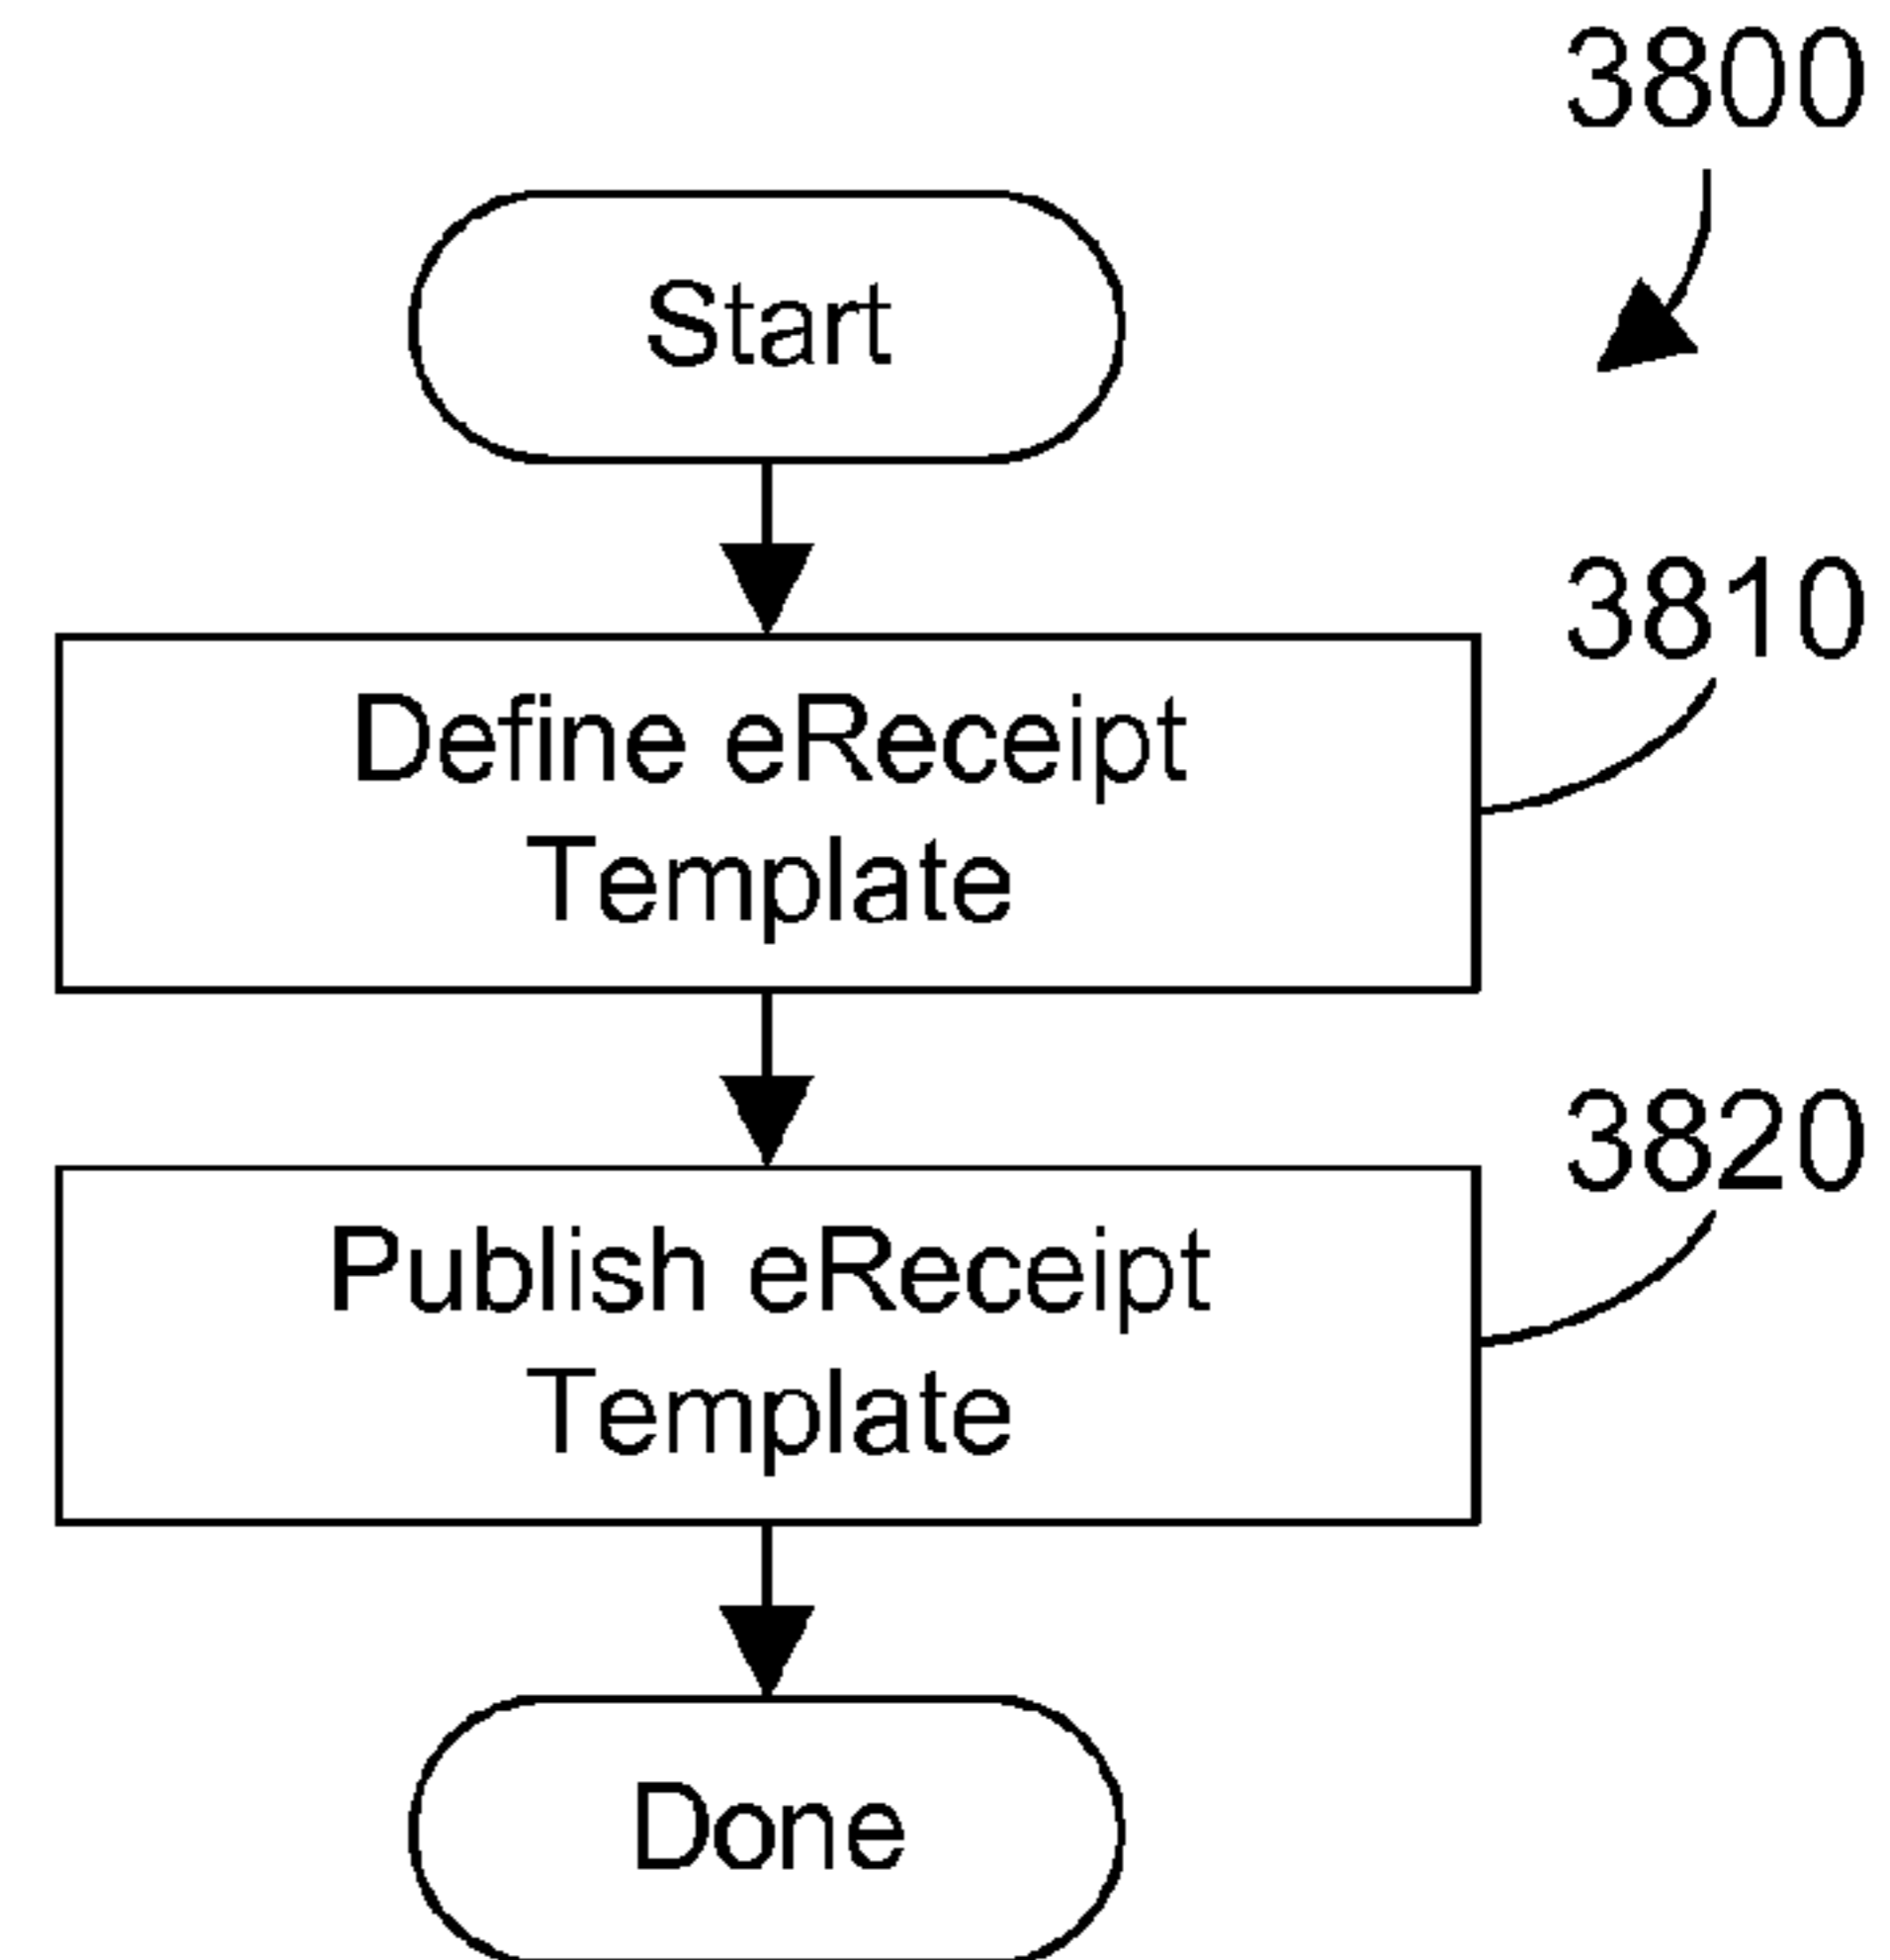 3800
Start
3810
Define eReceipt
Template
3820
Publish eReceipt
Template
Done